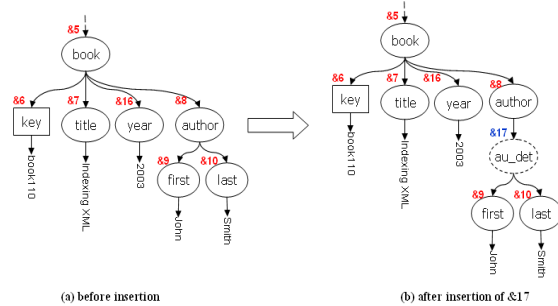 &5
book
&6
&7
&16
&8
key
title
year
author
book110
Indexing XML
2003
&9
&10
first
last
John
Smith
(a) before insertion
&5
book
&6
&7
&16
&8
key
title
year
author
book110
Indexing XML
2003
&17
au_det
&9
&10
first
last
John
Smith
(b) after insertion of &17